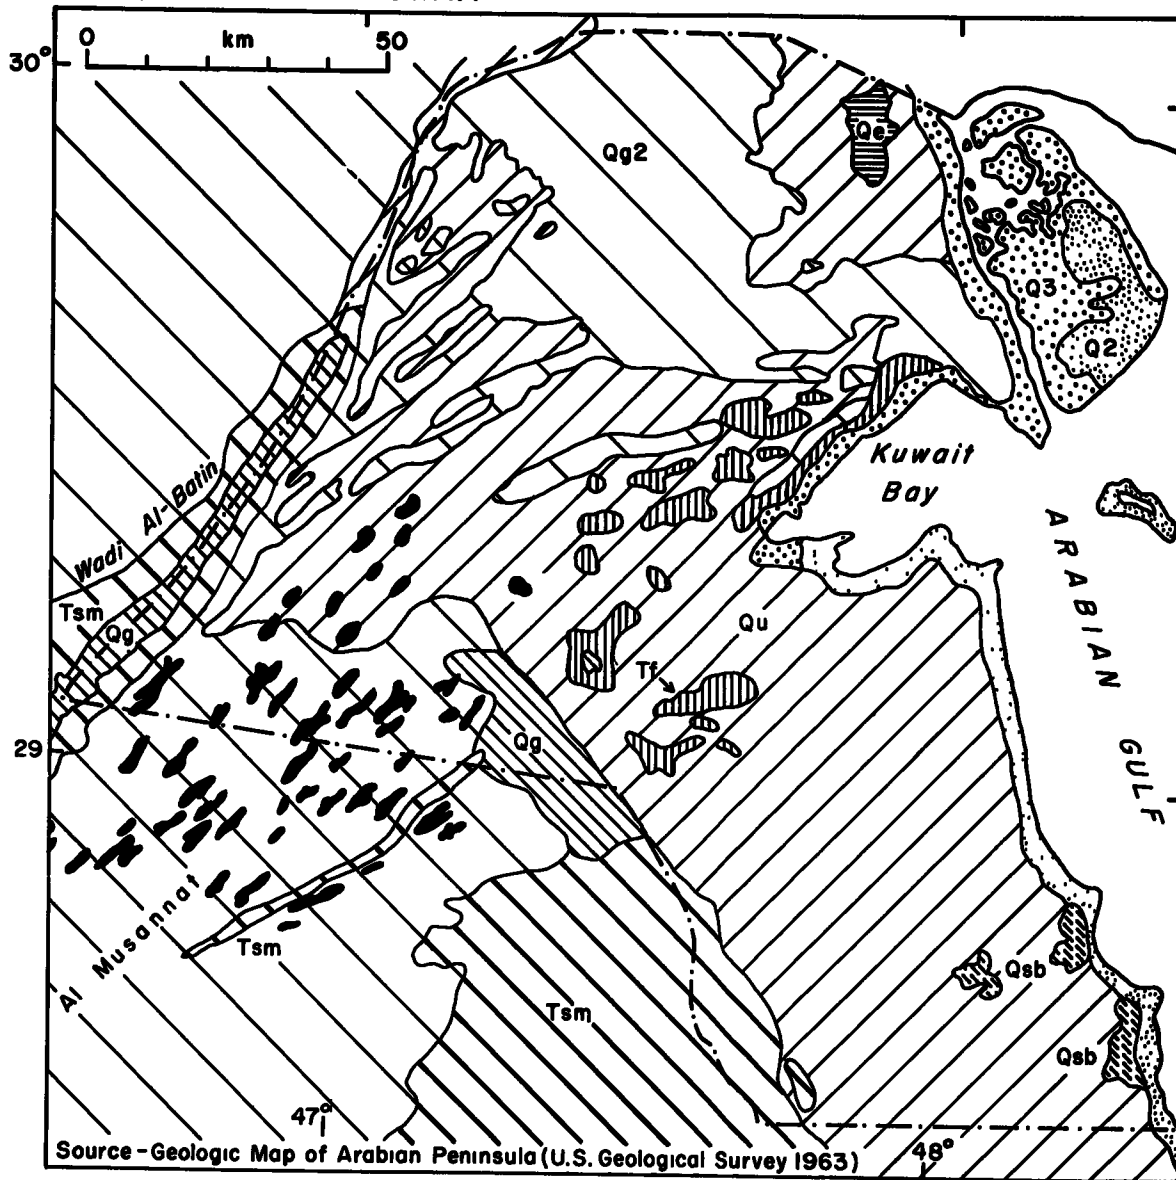 0 km 50
30°
Qe
Qg2
Q3
Q2
Kuwait
Bay
Wadi Al-Batin
ARABIAN GULF
Tsm
Qg
Qu
Tf
29
Qg
Al Musannat
Tsm
Qsb
Tsm
Qsb
47°
48°
Source-Geologic Map of Arabian Peninsula (U.S. Geological Survey 1963)